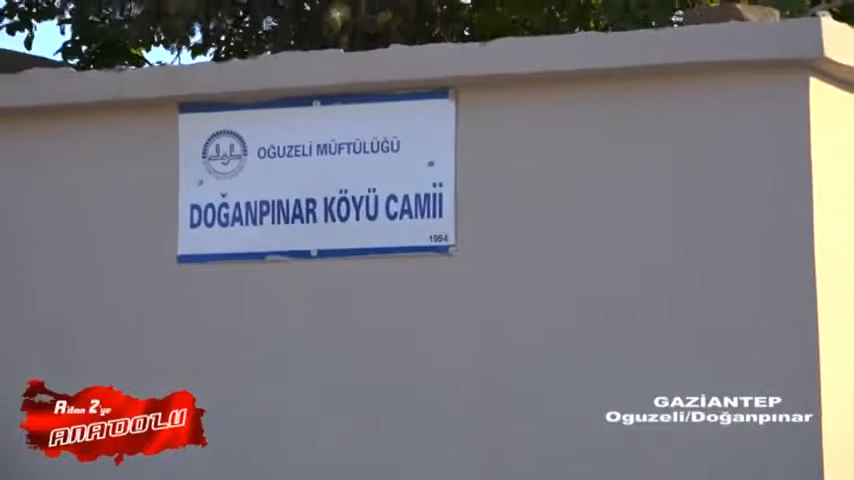 OĞUZELİ MÜFTÜLÜĞÜ
DOĞANPINAR KÖYÜ CAMİİ
1954
A'dan Z'ye
ANADOLU
GAZİANTEP
Oguzeli/Doğanpınar